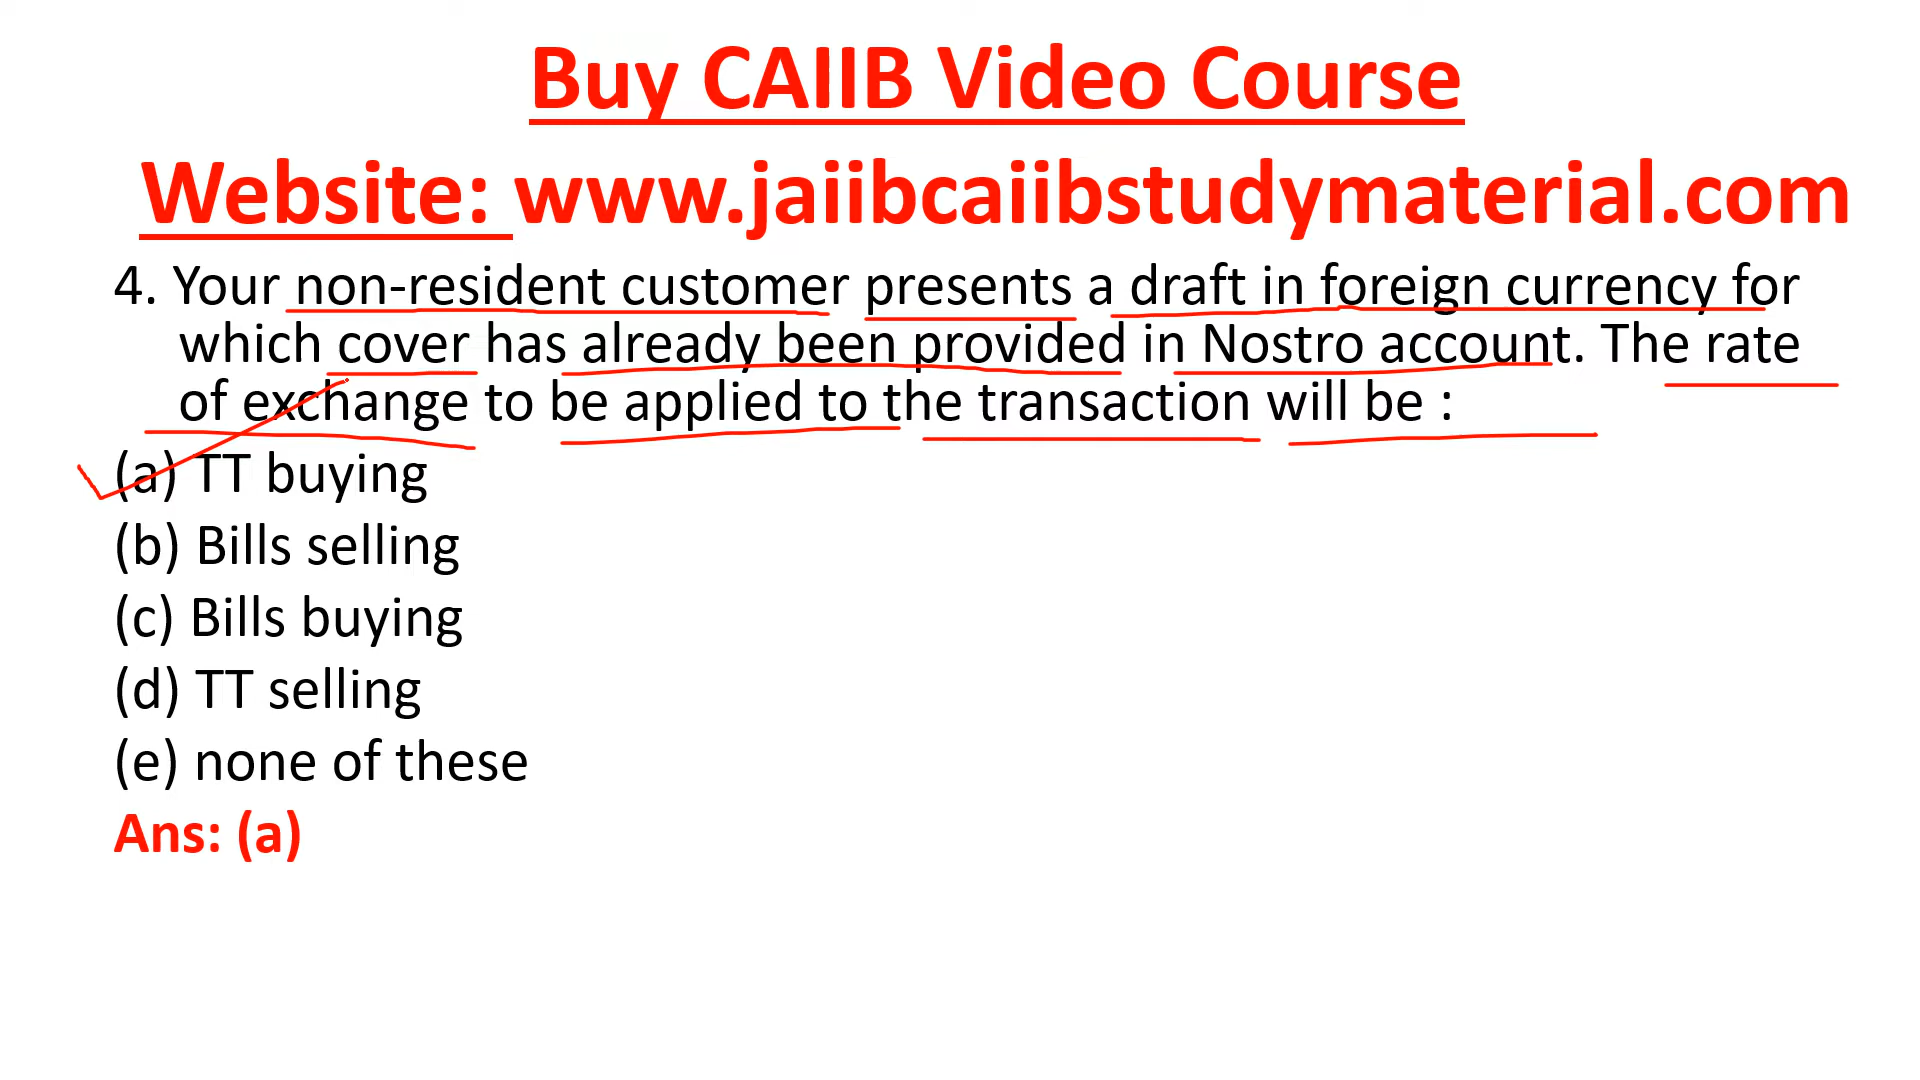 Buy CAIIB Video Course
Website: www.jaiibcaiibstudymaterial.com
4. Your non-resident customer presents a draft in foreign currency for
which cover has already been provided in Nostro account. The rate
of exchange to be applied to the transaction will be :
(a) TT buying
(b) Bills selling
(c) Bills buying
(d) TT selling
(e) none of these
Ans: (a)